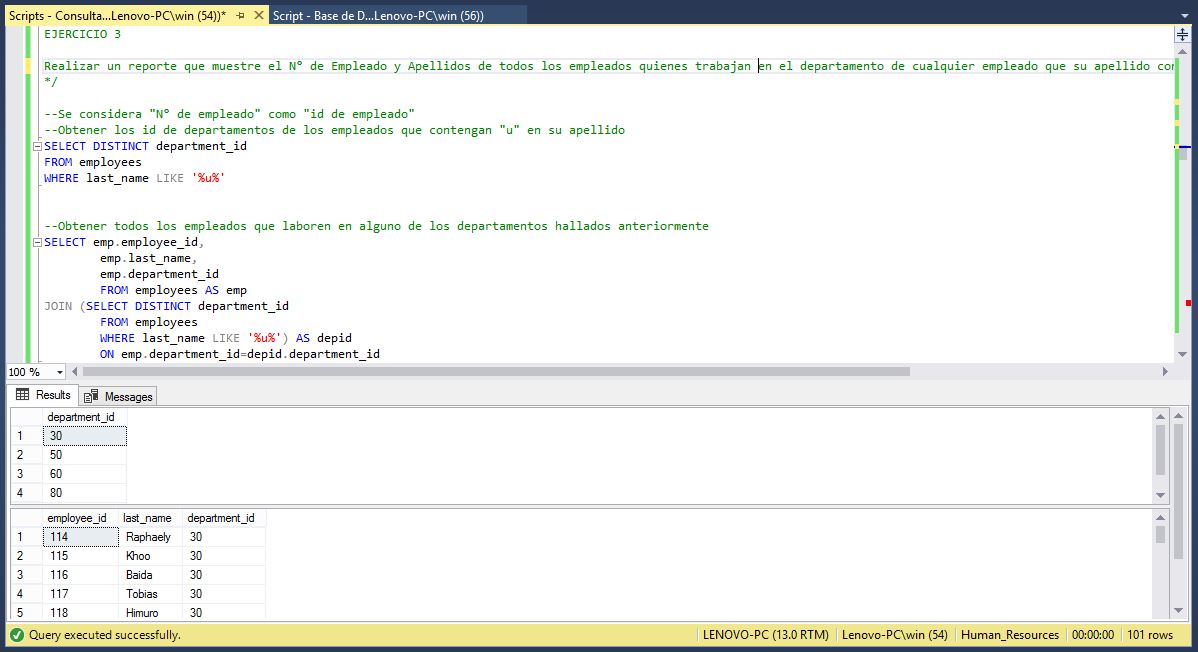 Scripts - Consulta...Lenovo-PC\win (54))* Script - Base de D...Lenovo-PC\win (56))
EJERCICIO 3
Realizar un reporte que muestre el Nº de Empleado y Apellidos de todos los empleados quienes trabajan en el departamento de cualquier empleado que su apellido con
*/
--Se considera "Nº de empleado" como "id de empleado"
--Obtener los id de departamentos de los empleados que contengan "u" en su apellido
SELECT DISTINCT department_id
FROM employees
WHERE last_name LIKE '%u%'
--Obtener todos los empleados que laboren en alguno de los departamentos hallados anteriormente
SELECT emp.employee_id,
emp.last_name,
emp.department_id
FROM employees AS emp
JOIN (SELECT DISTINCT department_id
FROM employees
WHERE last_name LIKE '%u%') AS depid
ON emp.department_id=depid.department_id
100 %
Results Messages
department_id
1 30
2 50
3 60
4 80
employee_id last_name department_id
1 114 Raphaely 30
2 115 Khoo 30
3 116 Baida 30
4 117 Tobias 30
5 118 Himuro 30
Query executed successfully. LENOVO-PC (13.0 RTM) Lenovo-PC\win (54) Human_Resources 00:00:00 101 rows